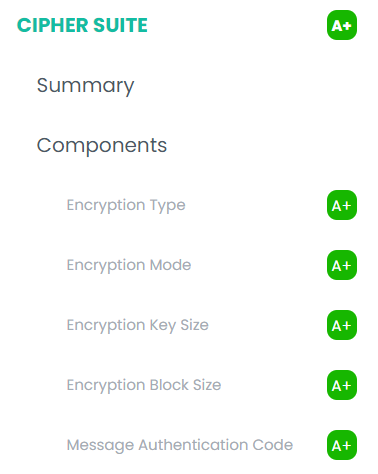 CIPHER SUITE A+
Summary
Components
Encryption Type A+
Encryption Mode A+
Encryption Key Size A+
Encryption Block Size A+
Message Authentication Code A+